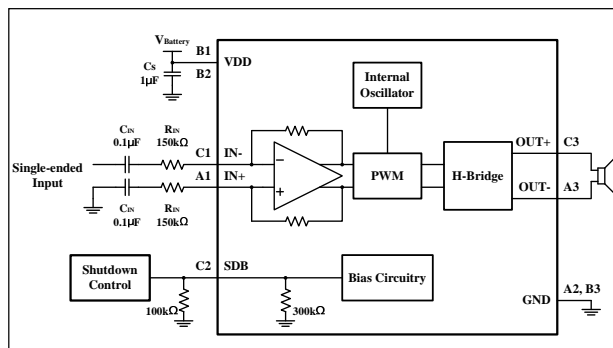 VBattery
B1
VDD
B2
Cs
1µF
Internal
Oscillator
CIN
0.1µF
RIN
150kΩ
C1
IN-
OUT+
C3
Single-ended
Input
A1
IN+
PWM
H-Bridge
OUT-
A3
CIN
0.1µF
RIN
150kΩ
C2
SDB
Shutdown
Control
Bias Circuitry
A2, B3
GND
100kΩ
300kΩ
−
+